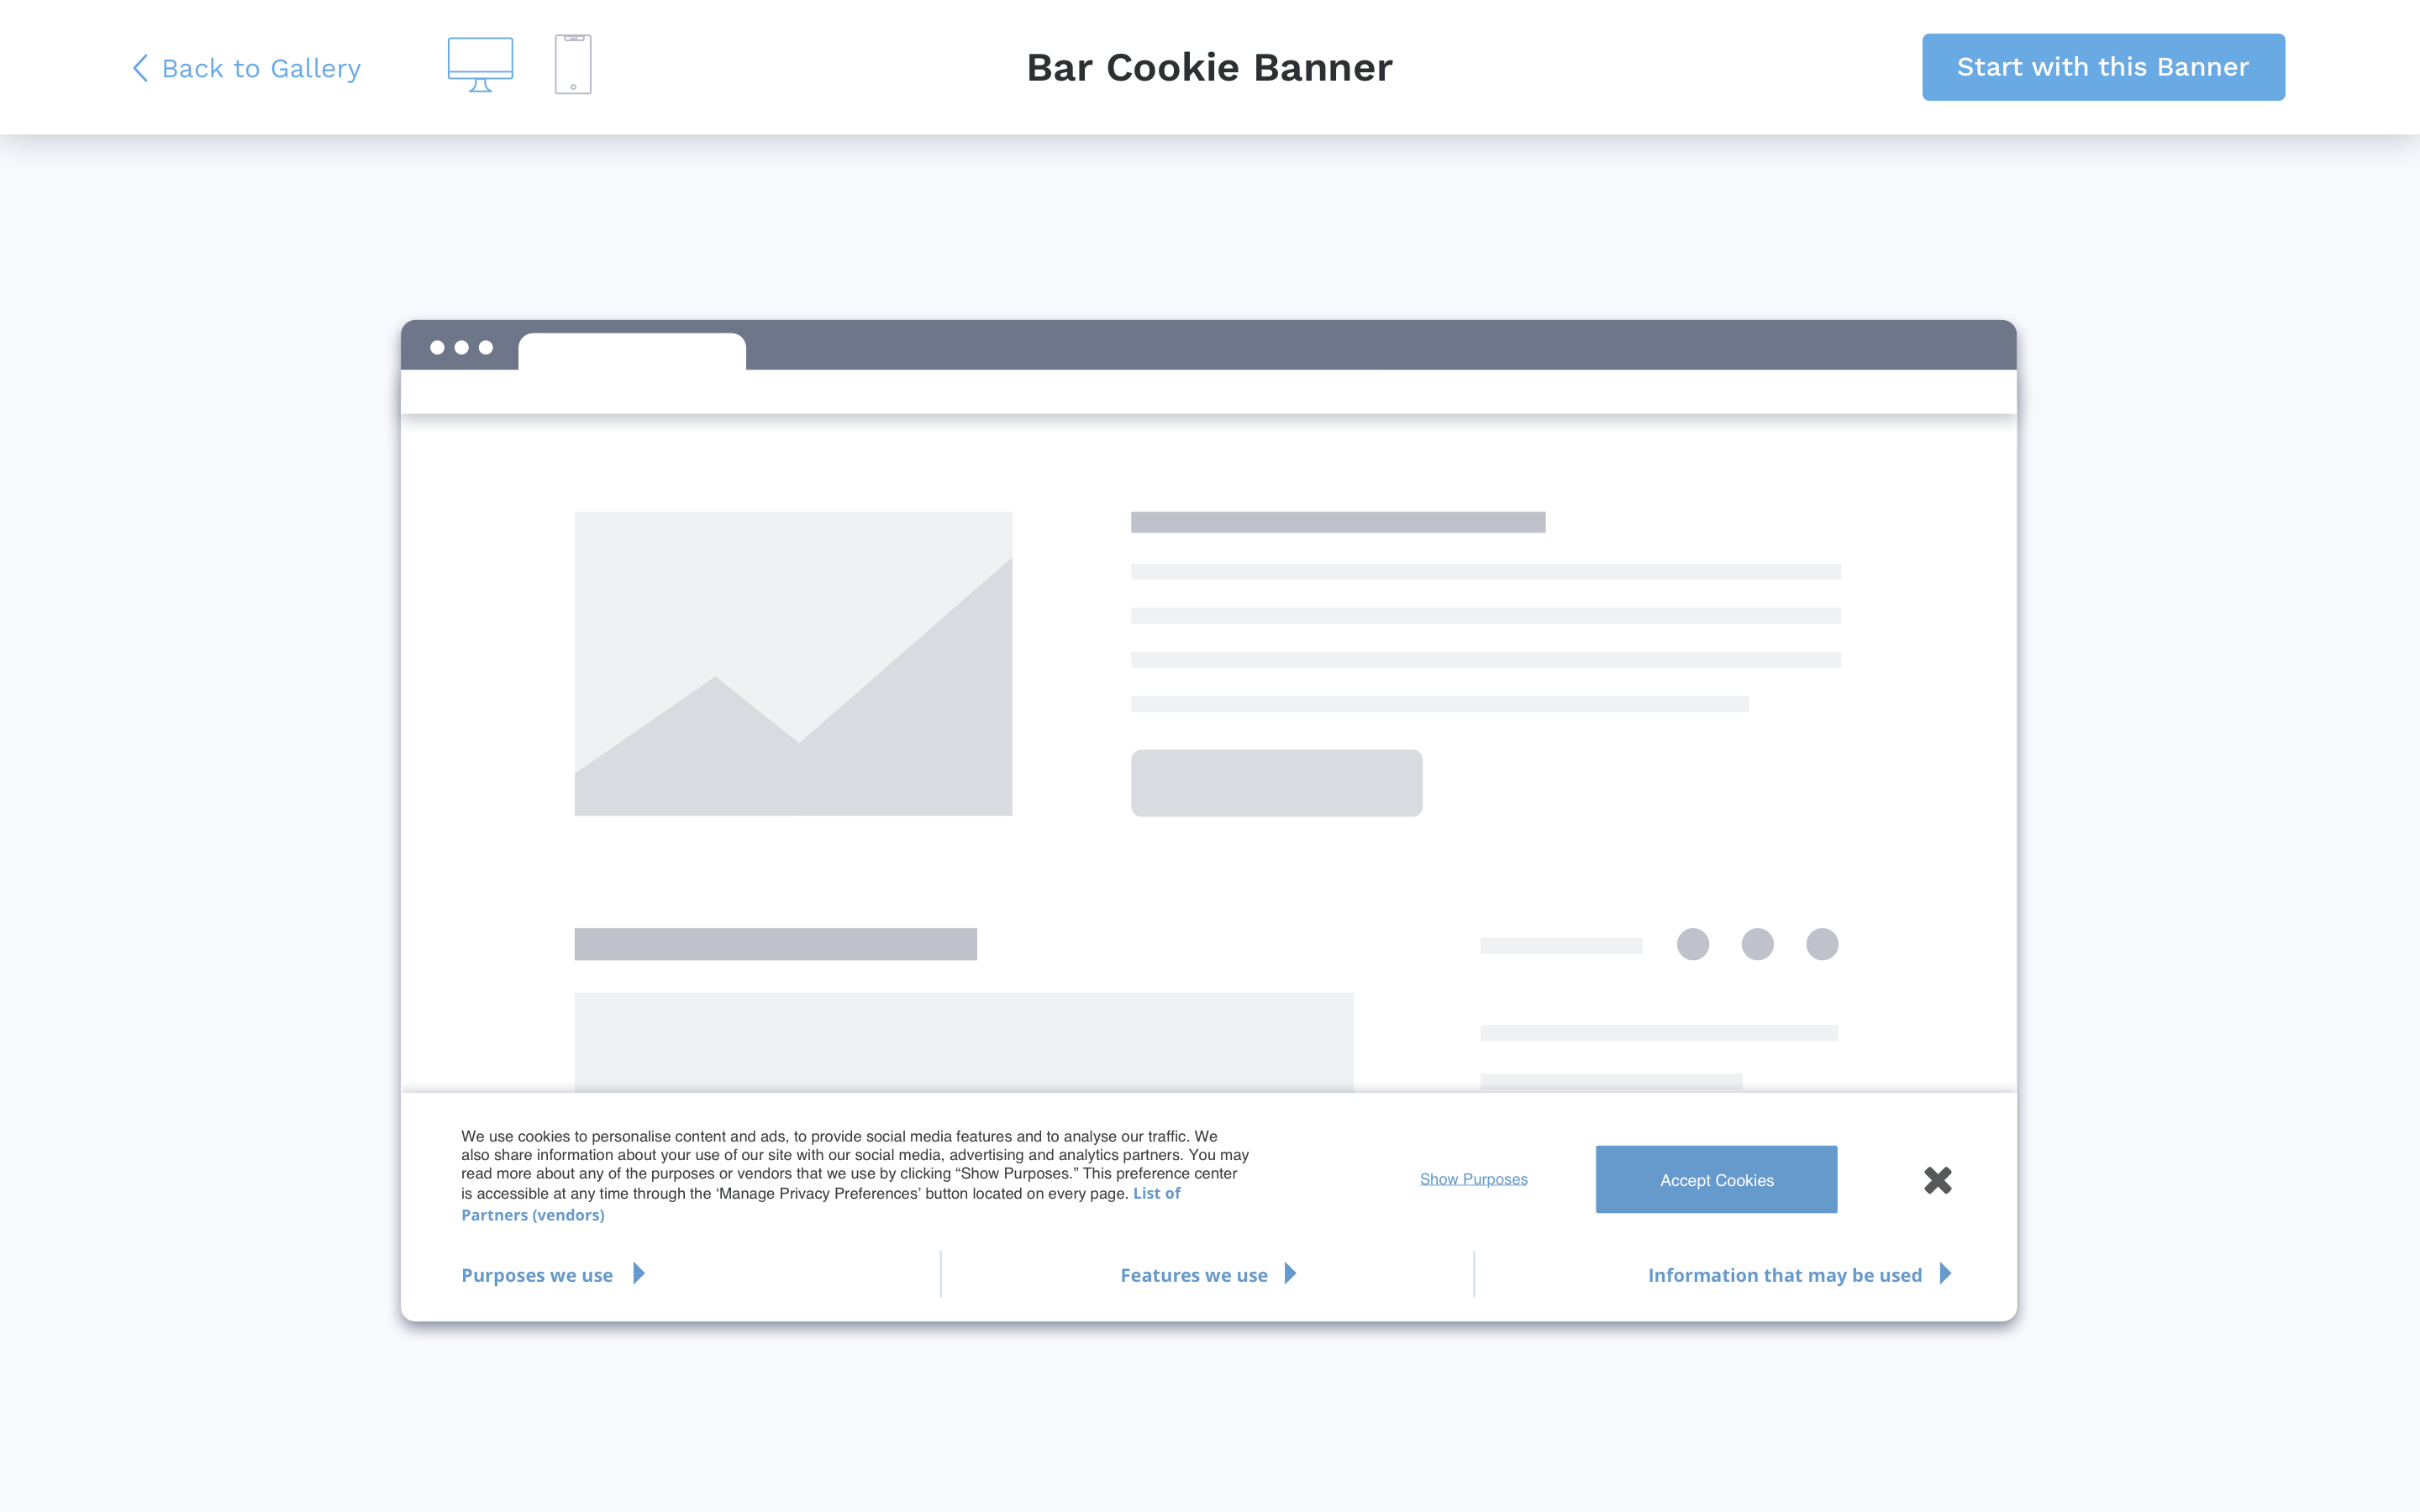 Back to Gallery
Bar Cookie Banner
Start with this Banner
We use cookies to personalise content and ads, to provide social media features and to analyse our traffic. We
also share information about your use of our site with our social media, advertising and analytics partners. You may
read more about any of the purposes or vendors that we use by clicking “Show Purposes.” This preference center
is accessible at any time through the ‘Manage Privacy Preferences’ button located on every page. List of
Partners (vendors)
Show Purposes
Accept Cookies
Purposes we use
Features we use
Information that may be used